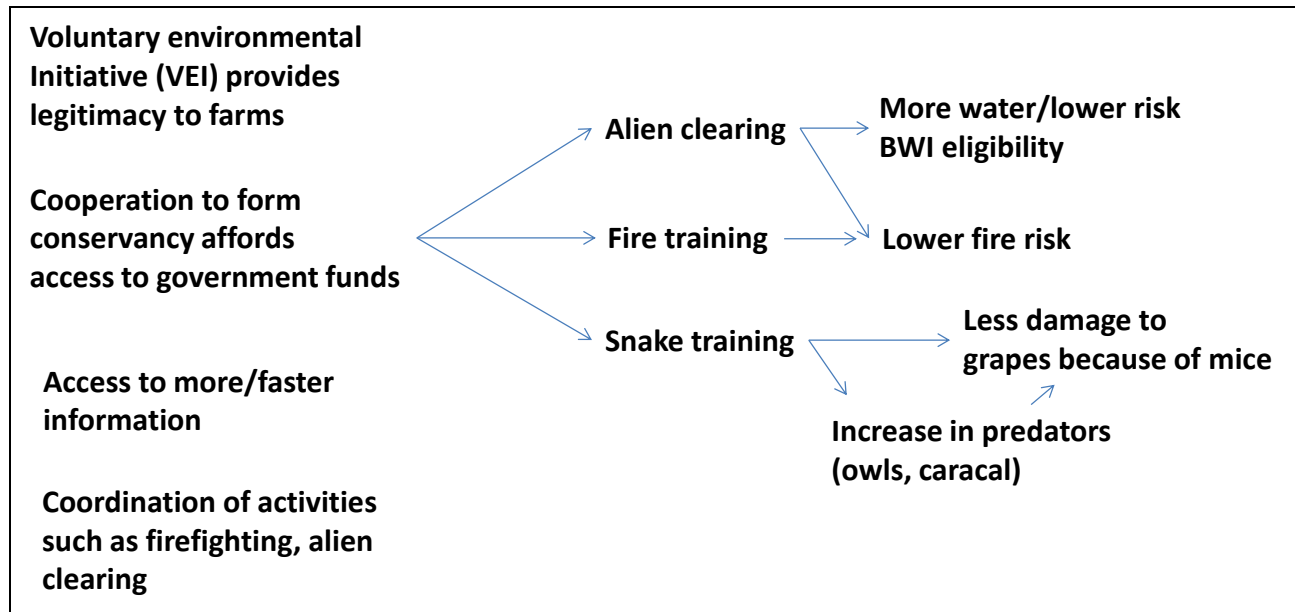 Voluntary environmental
Initiative (VEI) provides
legitimacy to farms
Cooperation to form
conservancy affords
access to government funds
Access to more/faster
information
Coordination of activities
such as firefighting, alien
clearing
Alien clearing
Fire training
Snake training
More water/lower risk
BWI eligibility
Lower fire risk
Less damage to
grapes because of mice
Increase in predators
(owls, caracal)